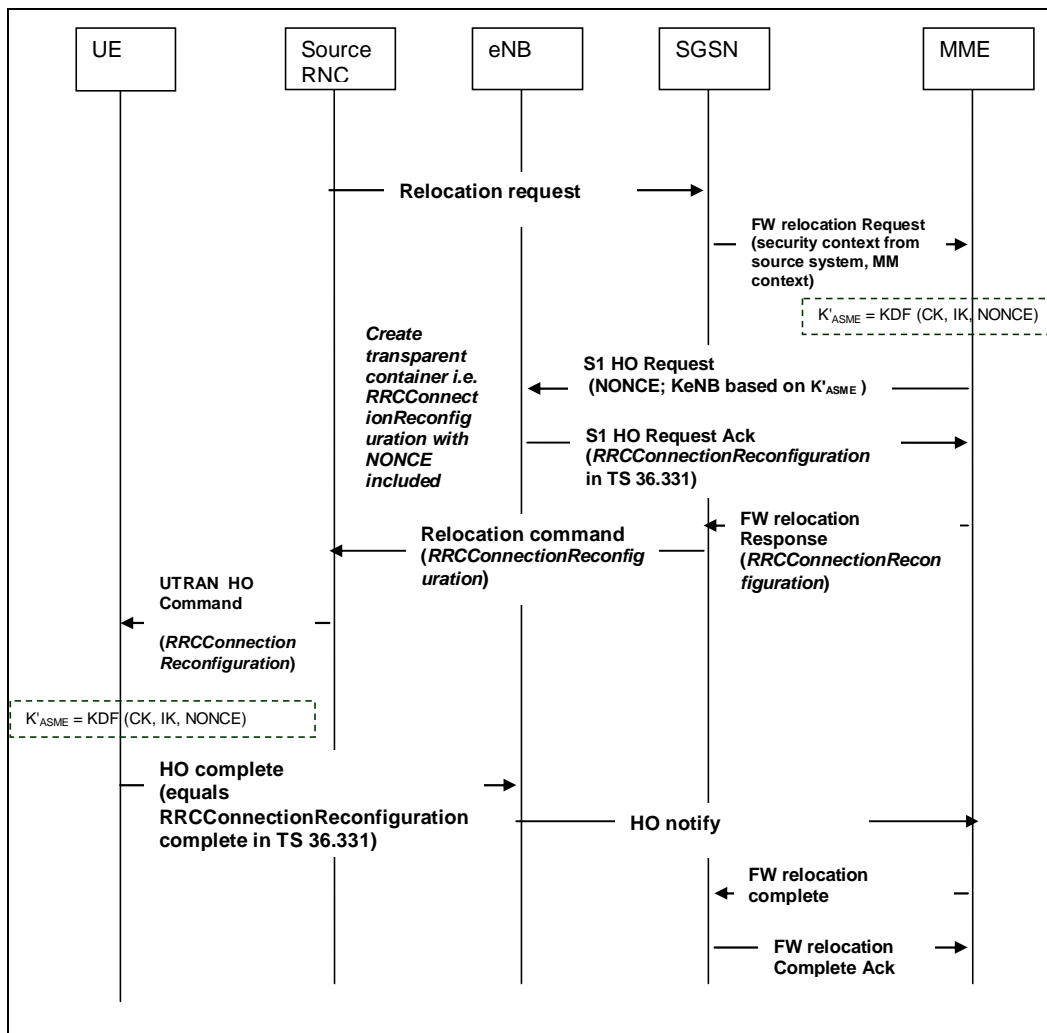 UE
Source
RNC
eNB
SGSN
MME
Relocation request
FW relocation Request
(security context from
source system, MM
context)
K'ASME = KDF (CK, IK, NONCE)
Create
transparent
container i.e.
RRCConnect
ionReconfig
uration with
NONCE
included
S1 HO Request
(NONCE; KeNB based on K'ASME )
S1 HO Request Ack
(RRCConnectionReconfiguration
in TS 36.331)
FW relocation
Response
(RRCConnectionRecon
figuration)
Relocation command
(RRCConnectionReconfig
uration)
UTRAN HO
Command
(RRCConnection
Reconfiguration)
K'ASME = KDF (CK, IK, NONCE)
HO complete
(equals
RRCConnectionReconfiguration
complete in TS 36.331)
HO notify
FW relocation
complete
FW relocation
Complete Ack